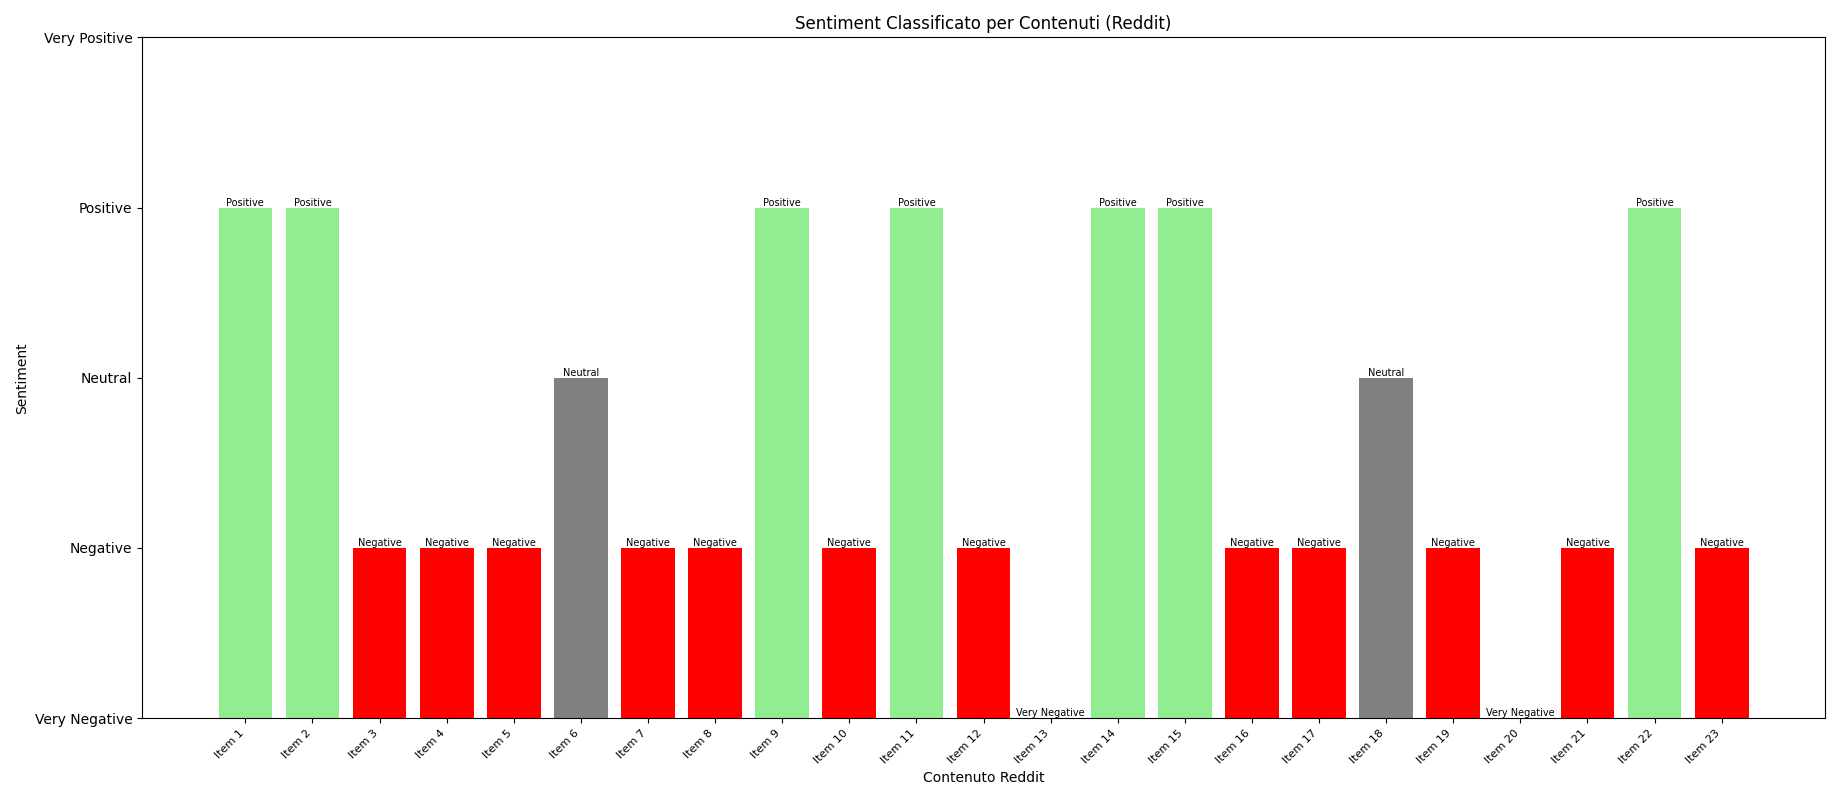 Sentiment Classificato per Contenuti (Reddit)
Very Positive
Positive
Neutral
Negative
Very Negative
Sentiment
Positive
Positive
Negative
Negative
Negative
Neutral
Negative
Negative
Positive
Negative
Positive
Negative
Very Negative
Positive
Positive
Negative
Negative
Neutral
Negative
Very Negative
Negative
Positive
Negative
Item 1
Item 2
Item 3
Item 4
Item 5
Item 6
Item 7
Item 8
Item 9
Item 10
Item 11
Item 12
Item 13
Item 14
Item 15
Item 16
Item 17
Item 18
Item 19
Item 20
Item 21
Item 22
Item 23
Contenuto Reddit